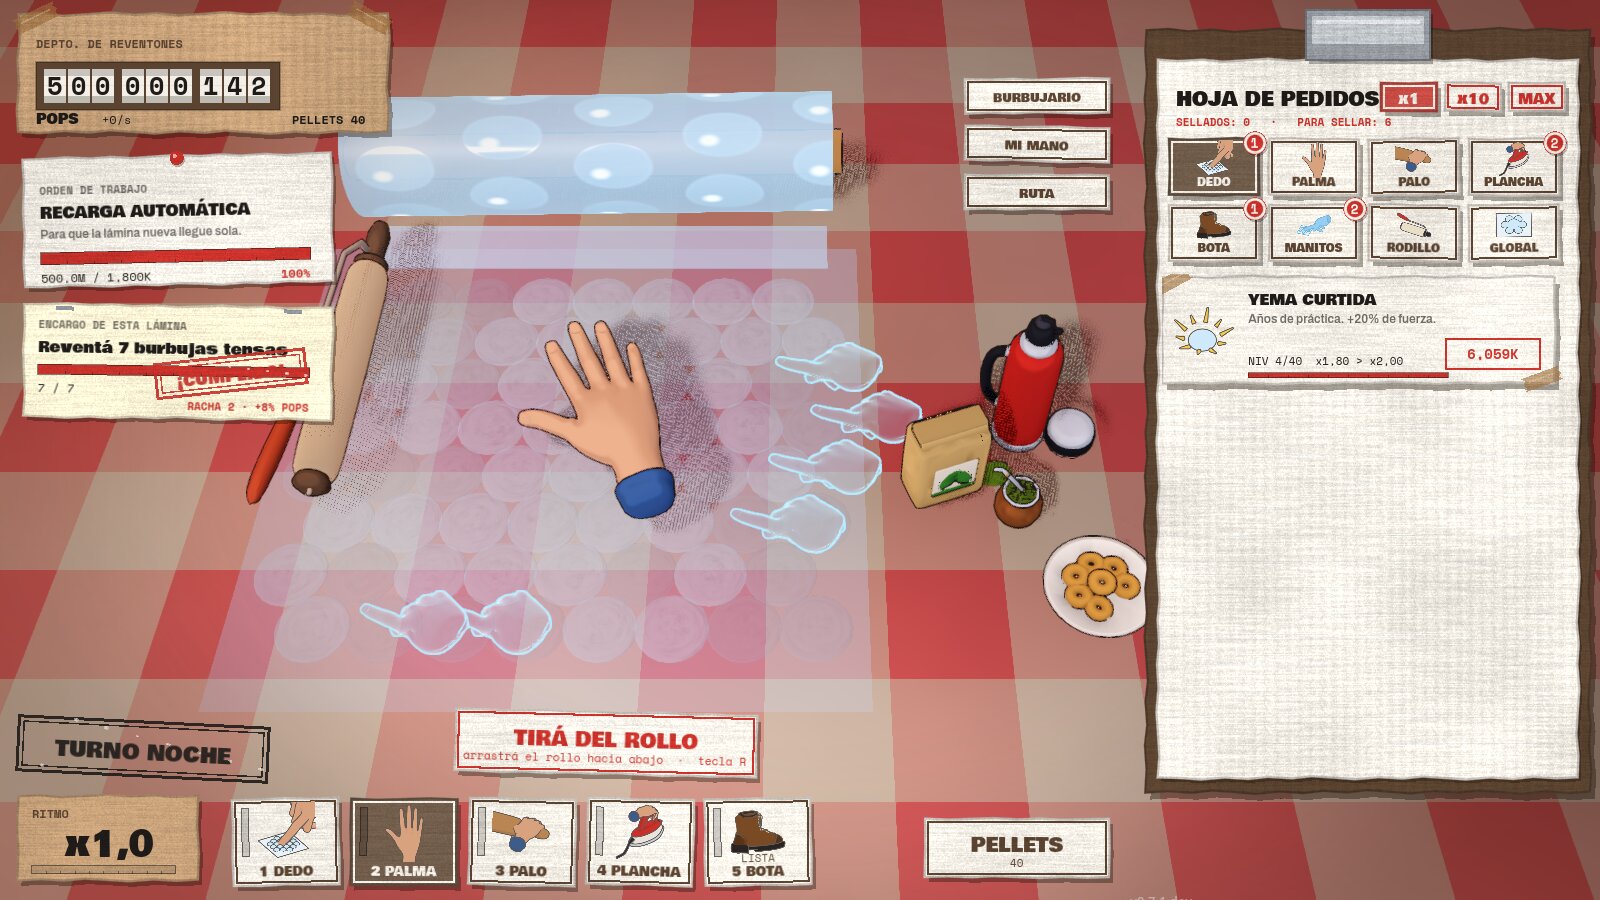 DEPTO. DE REVENTONES
500 000 142
POPS +0/s PELLETS 40
ORDEN DE TRABAJO
RECARGA AUTOMÁTICA
Para que la lámina nueva llegue sola.
500.0M / 1.800K 100%
ENCARGO DE ESTA LÁMINA
Reventá 7 burbujas tensas
7 / 7
RACHA 2 · +8% POPS
BURBUJARIO
MI MANO
RUTA
HOJA DE PEDIDOS x1 x10 MAX
SELLADOS: 0 · PARA SELLAR: 6
1 2
DEDO PALMA PALO PLANCHA
1 2
BOTA MANITOS RODILLO GLOBAL
YEMA CURTIDA
Años de práctica. +20% de fuerza.
NIV 4/40 x1,80 > x2,00 6.059K
TURNO NOCHE
TIRÁ DEL ROLLO
arrastrá el rollo hacia abajo · tecla R
RITMO
x1,0
LISTA
1 DEDO 2 PALMA 3 PALO 4 PLANCHA 5 BOTA
PELLETS
40